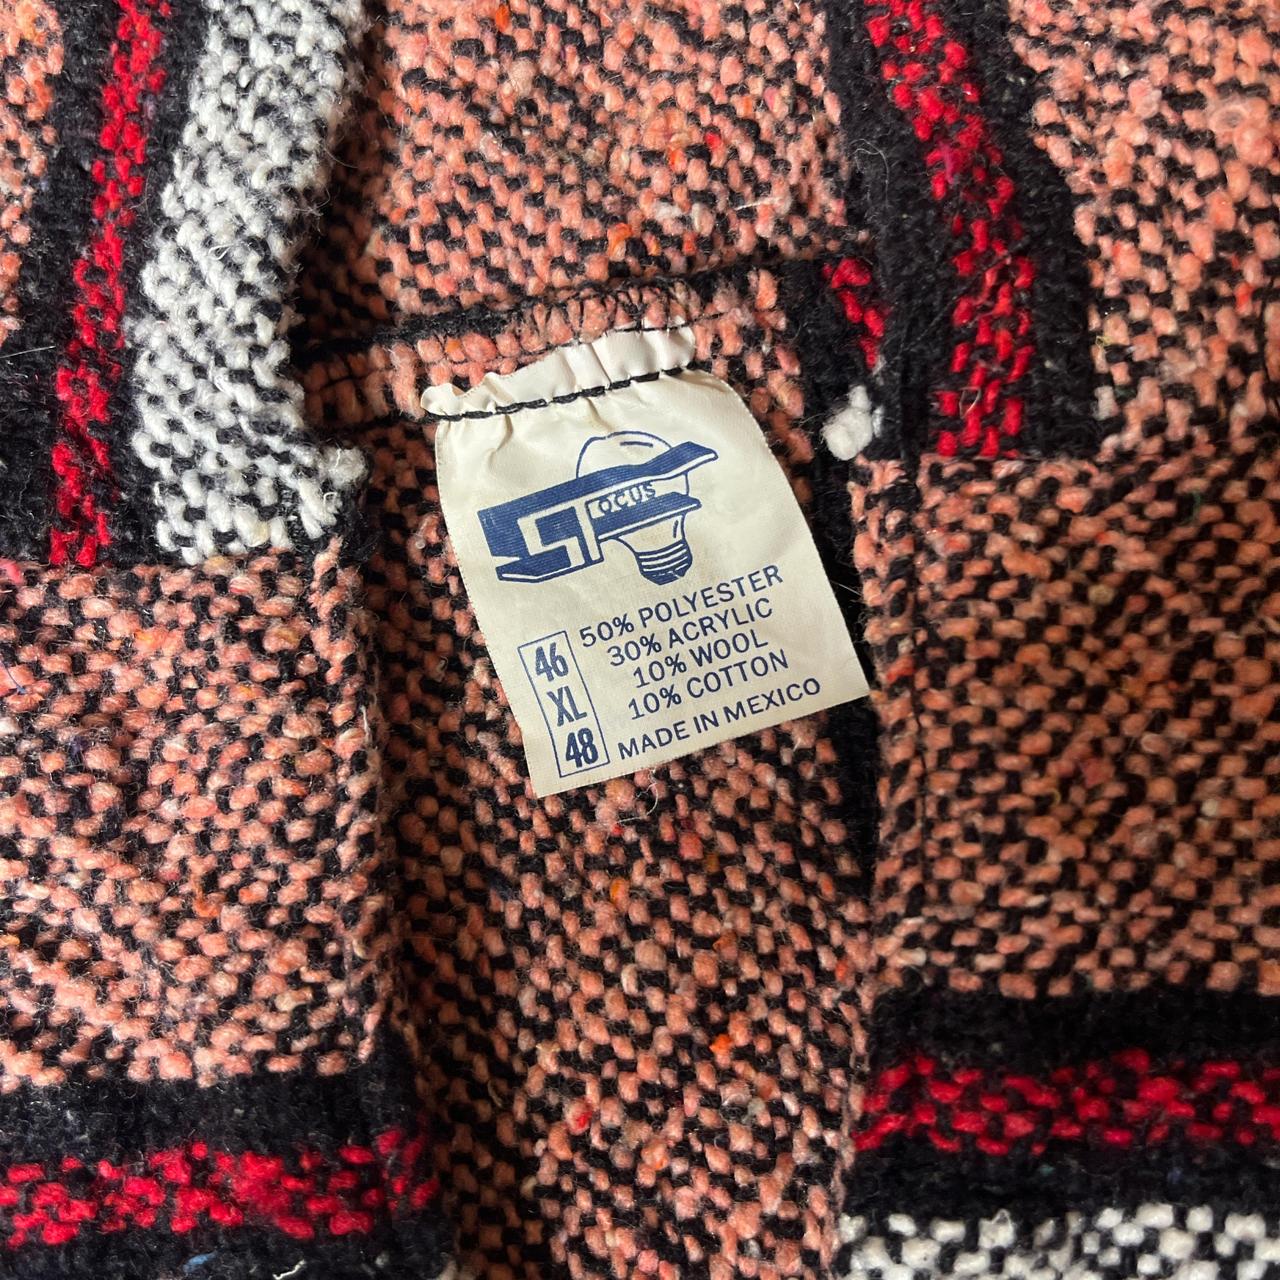 FOCUS
50% POLYESTER
30% ACRYLIC
10% WOOL
10% COTTON
MADE IN MEXICO
46
XL
48